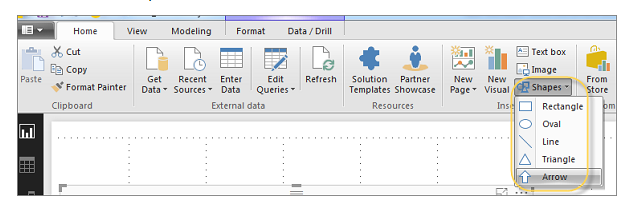 Home View Modeling Format Data / Drill
Paste
Cut
Copy
Format Painter
Clipboard
Get Data
Recent Sources
Enter Data
Edit Queries
Refresh
External data
Solution Templates
Partner Showcase
Resources
New Page
New Visual
Text box
Image
Shapes
From Store
Rectangle
Oval
Line
Triangle
Arrow